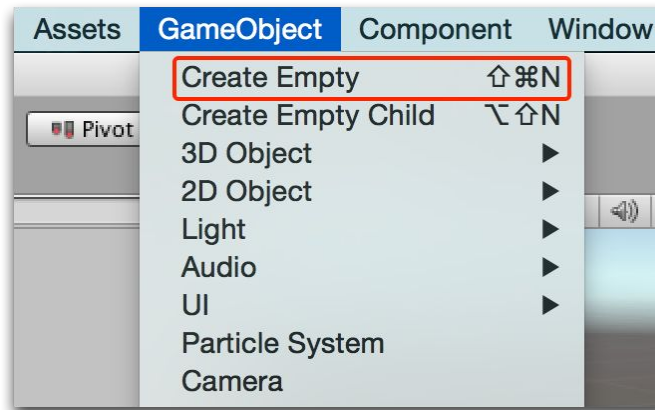 Assets GameObject Component Window
Create Empty ⇧⌘N
Pivot Create Empty Child ⌥⇧N
3D Object ▶
2D Object ▶
Light ▶
Audio ▶
UI ▶
Particle System
Camera